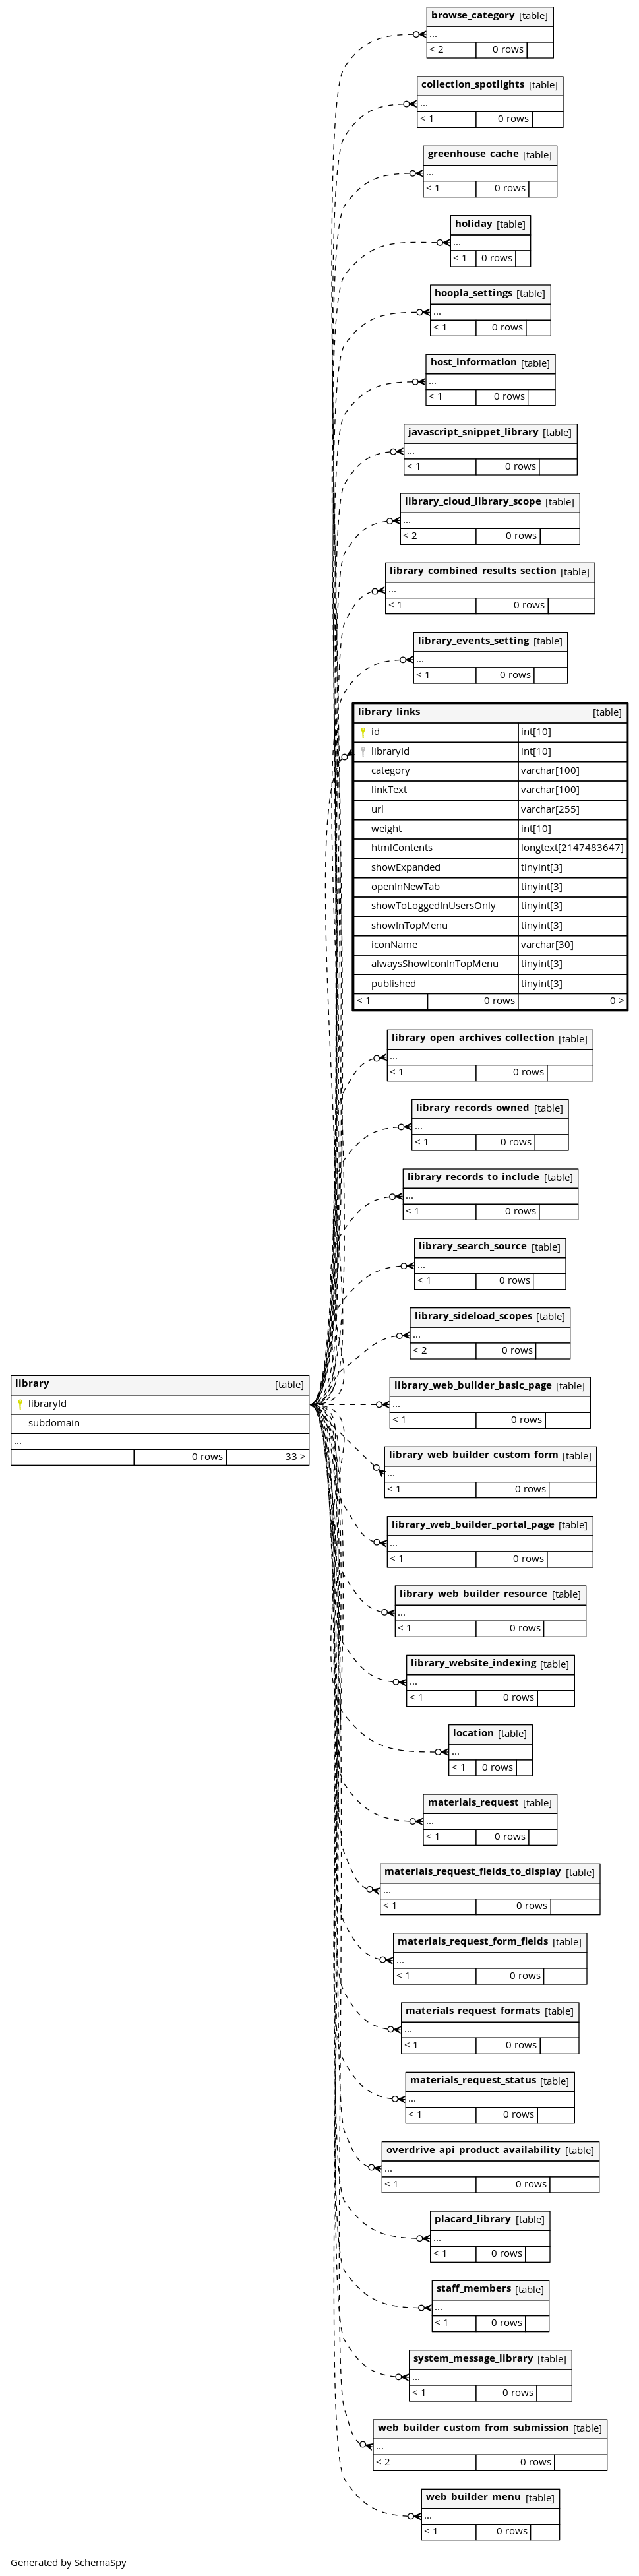 browse_category [table]
...
< 2 0 rows
collection_spotlights [table]
...
< 1 0 rows
greenhouse_cache [table]
...
< 1 0 rows
holiday [table]
...
< 1 0 rows
hoopla_settings [table]
...
< 1 0 rows
host_information [table]
...
< 1 0 rows
javascript_snippet_library [table]
...
< 1 0 rows
library_cloud_library_scope [table]
...
< 2 0 rows
library_combined_results_section [table]
...
< 1 0 rows
library_events_setting [table]
...
< 1 0 rows
library_links [table]
id int[10]
libraryId int[10]
category varchar[100]
linkText varchar[100]
url varchar[255]
weight int[10]
htmlContents longtext[2147483647]
showExpanded tinyint[3]
openInNewTab tinyint[3]
showToLoggedInUsersOnly tinyint[3]
showInTopMenu tinyint[3]
iconName varchar[30]
alwaysShowIconInTopMenu tinyint[3]
published tinyint[3]
< 1 0 rows 0 >
library_open_archives_collection [table]
...
< 1 0 rows
library_records_owned [table]
...
< 1 0 rows
library_records_to_include [table]
...
< 1 0 rows
library_search_source [table]
...
< 1 0 rows
library_sideload_scopes [table]
...
< 2 0 rows
library [table]
libraryId
subdomain
...
0 rows 33 >
library_web_builder_basic_page [table]
...
< 1 0 rows
library_web_builder_custom_form [table]
...
< 1 0 rows
library_web_builder_portal_page [table]
...
< 1 0 rows
library_web_builder_resource [table]
...
< 1 0 rows
library_website_indexing [table]
...
< 1 0 rows
location [table]
...
< 1 0 rows
materials_request [table]
...
< 1 0 rows
materials_request_fields_to_display [table]
...
< 1 0 rows
materials_request_form_fields [table]
...
< 1 0 rows
materials_request_formats [table]
...
< 1 0 rows
materials_request_status [table]
...
< 1 0 rows
overdrive_api_product_availability [table]
...
< 1 0 rows
placard_library [table]
...
< 1 0 rows
staff_members [table]
...
< 1 0 rows
system_message_library [table]
...
< 1 0 rows
web_builder_custom_from_submission [table]
...
< 2 0 rows
web_builder_menu [table]
...
< 1 0 rows
Generated by SchemaSpy